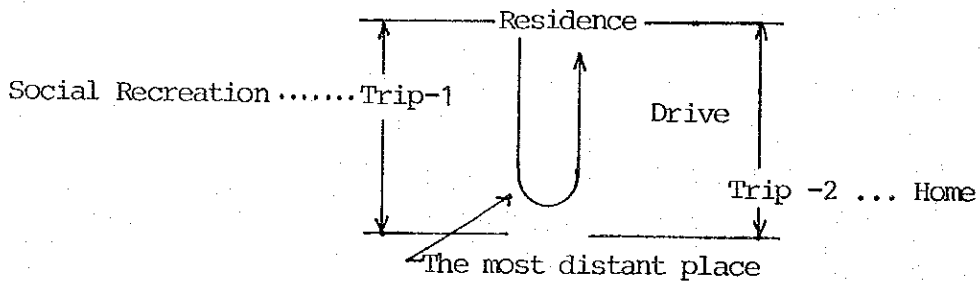 Residence
Social Recreation ....... Trip-1
Drive
Trip -2 ... Home
The most distant place